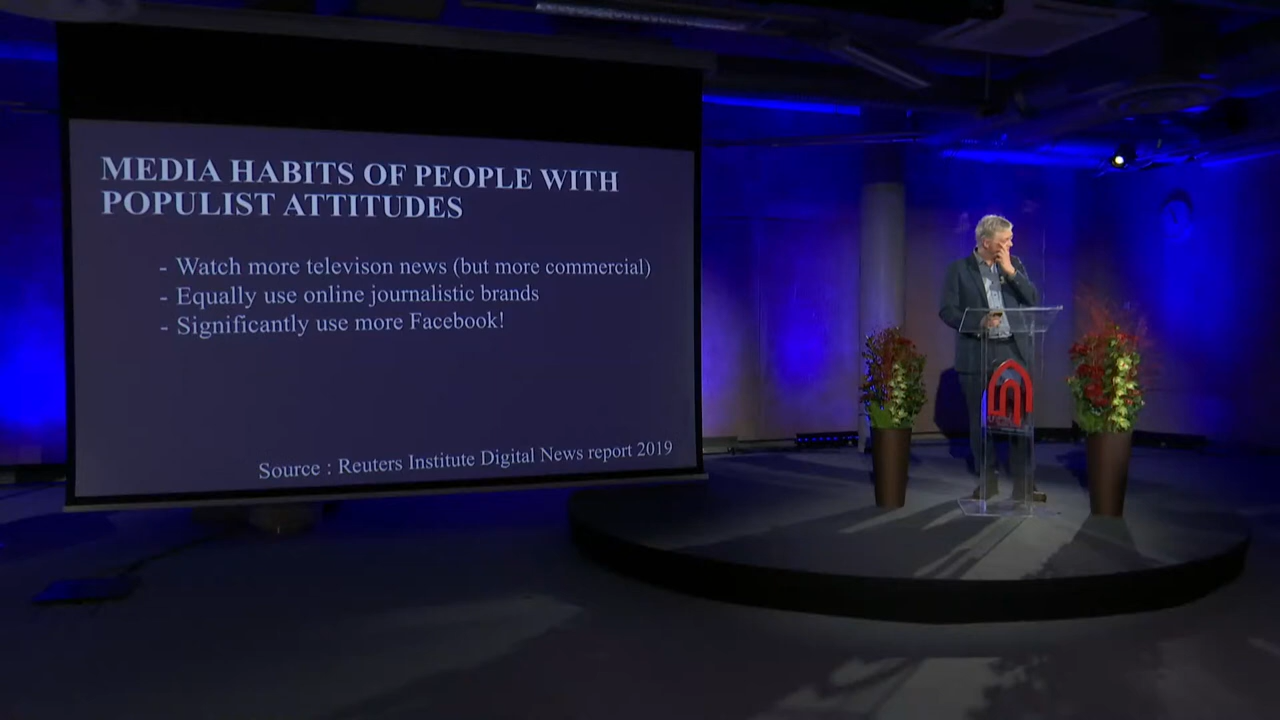 MEDIA HABITS OF PEOPLE WITH
POPULIST ATTITUDES
- Watch more televison news (but more commercial)
- Equally use online journalistic brands
- Significantly use more Facebook!
Source : Reuters Institute Digital News report 2019